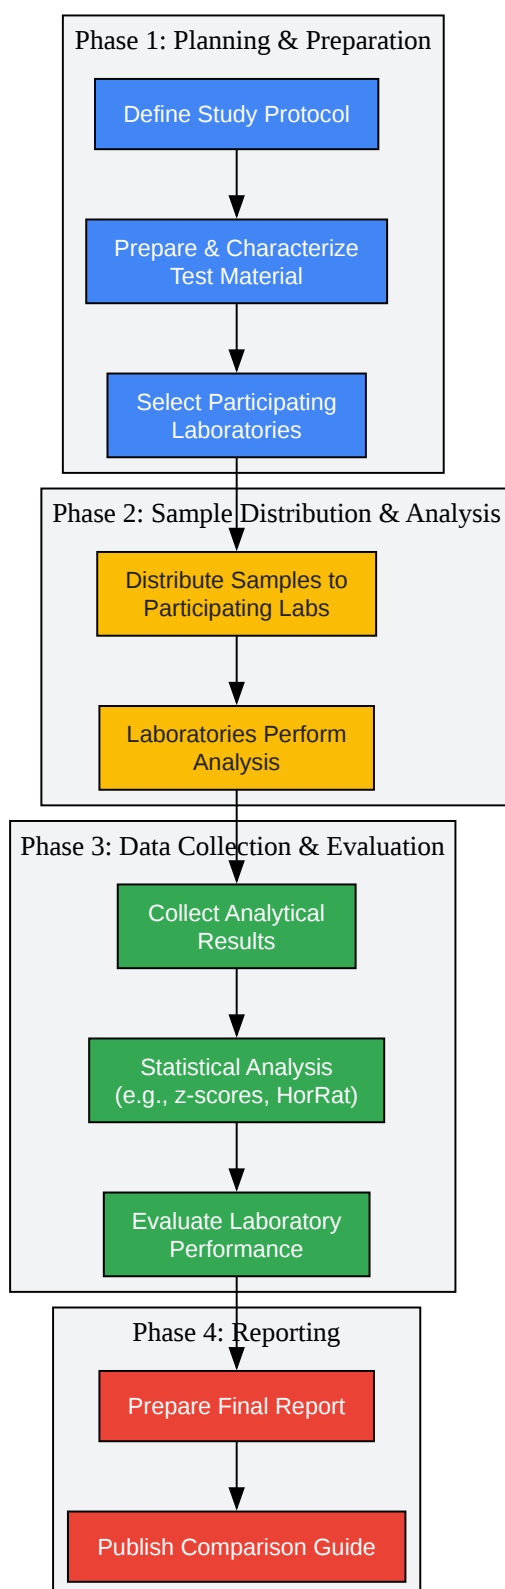 Phase 1: Planning & Preparation
Define Study Protocol
Prepare & Characterize
Test Material
Select Participating
Laboratories
Phase 2: Sample Distribution & Analysis
Distribute Samples to
Participating Labs
Laboratories Perform
Analysis
Phase 3: Data Collection & Evaluation
Collect Analytical
Results
Statistical Analysis
(e.g., z-scores, HorRat)
Evaluate Laboratory
Performance
Phase 4: Reporting
Prepare Final Report
Publish Comparison Guide